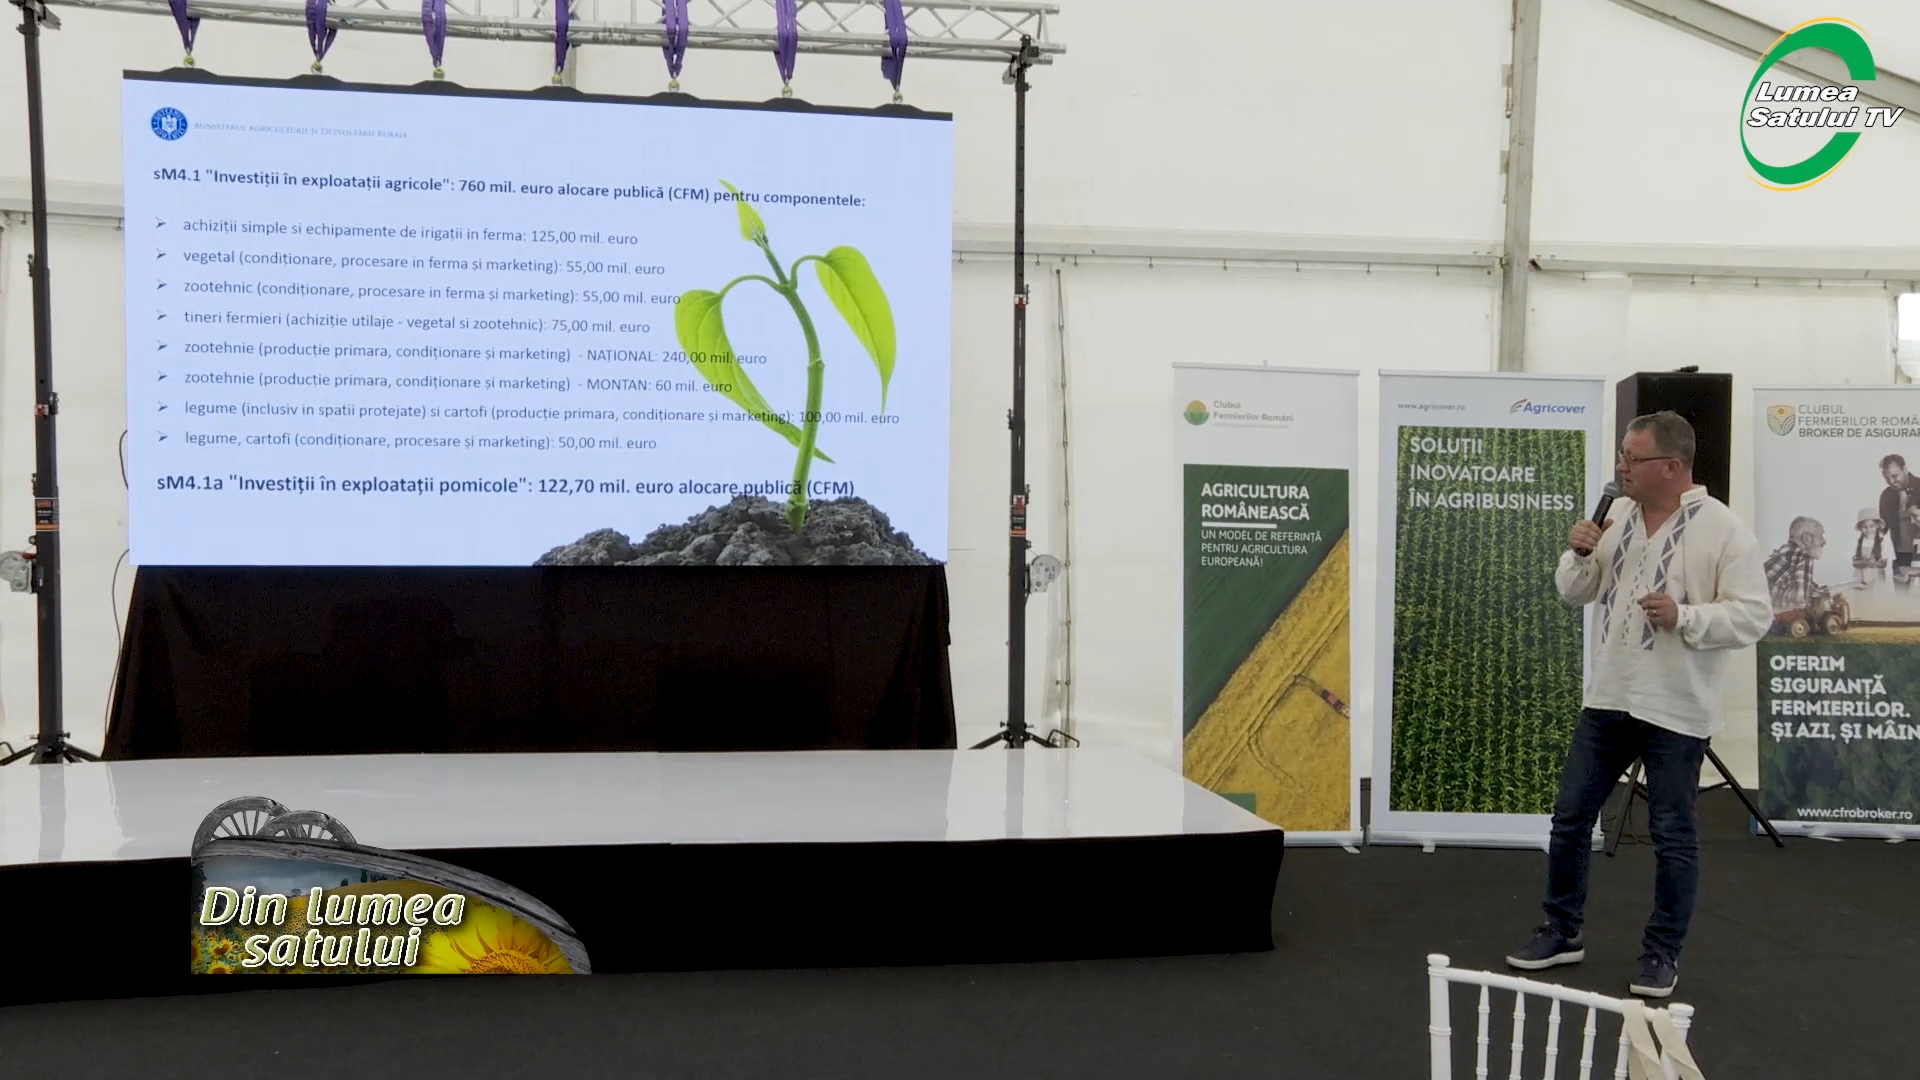 Lumea
Satului TV
MINISTERUL AGRICULTURII ȘI DEZVOLTĂRII RURALE
sM4.1 "Investiții în exploatații agricole": 760 mil. euro alocare publică (CFM) pentru componentele:
➢ achiziții simple si echipamente de irigații in ferma: 125,00 mil. euro
➢ vegetal (condiționare, procesare in ferma și marketing): 55,00 mil. euro
➢ zootehnic (condiționare, procesare in ferma și marketing): 55,00 mil. euro
➢ tineri fermieri (achiziție utilaje - vegetal si zootehnic): 75,00 mil. euro
➢ zootehnie (producție primara, condiționare și marketing) - NAȚIONAL: 240,00 mil. euro
➢ zootehnie (producție primara, condiționare și marketing) - MONTAN: 60 mil. euro
➢ legume (inclusiv in spatii protejate) si cartofi (producție primara, condiționare și marketing): 100,00 mil. euro
➢ legume, cartofi (condiționare, procesare și marketing): 50,00 mil. euro
sM4.1a "Investiții în exploatații pomicole": 122,70 mil. euro alocare publică (CFM)
Clubul
Fermierilor Români
AGRICULTURA
ROMÂNEASCĂ
UN MODEL DE REFERINȚĂ
PENTRU AGRICULTURA
EUROPEANĂ!
www.agricover.ro
Agricover
SOLUȚII
INOVATOARE
ÎN AGRIBUSINESS
CLUBUL
FERMIERILOR ROMÂ
BROKER DE ASIGURAR
OFERIM
SIGURANȚĂ
FERMIERILOR.
ȘI AZI, ȘI MÂIN
www.cfrobroker.ro
Din lumea
satului